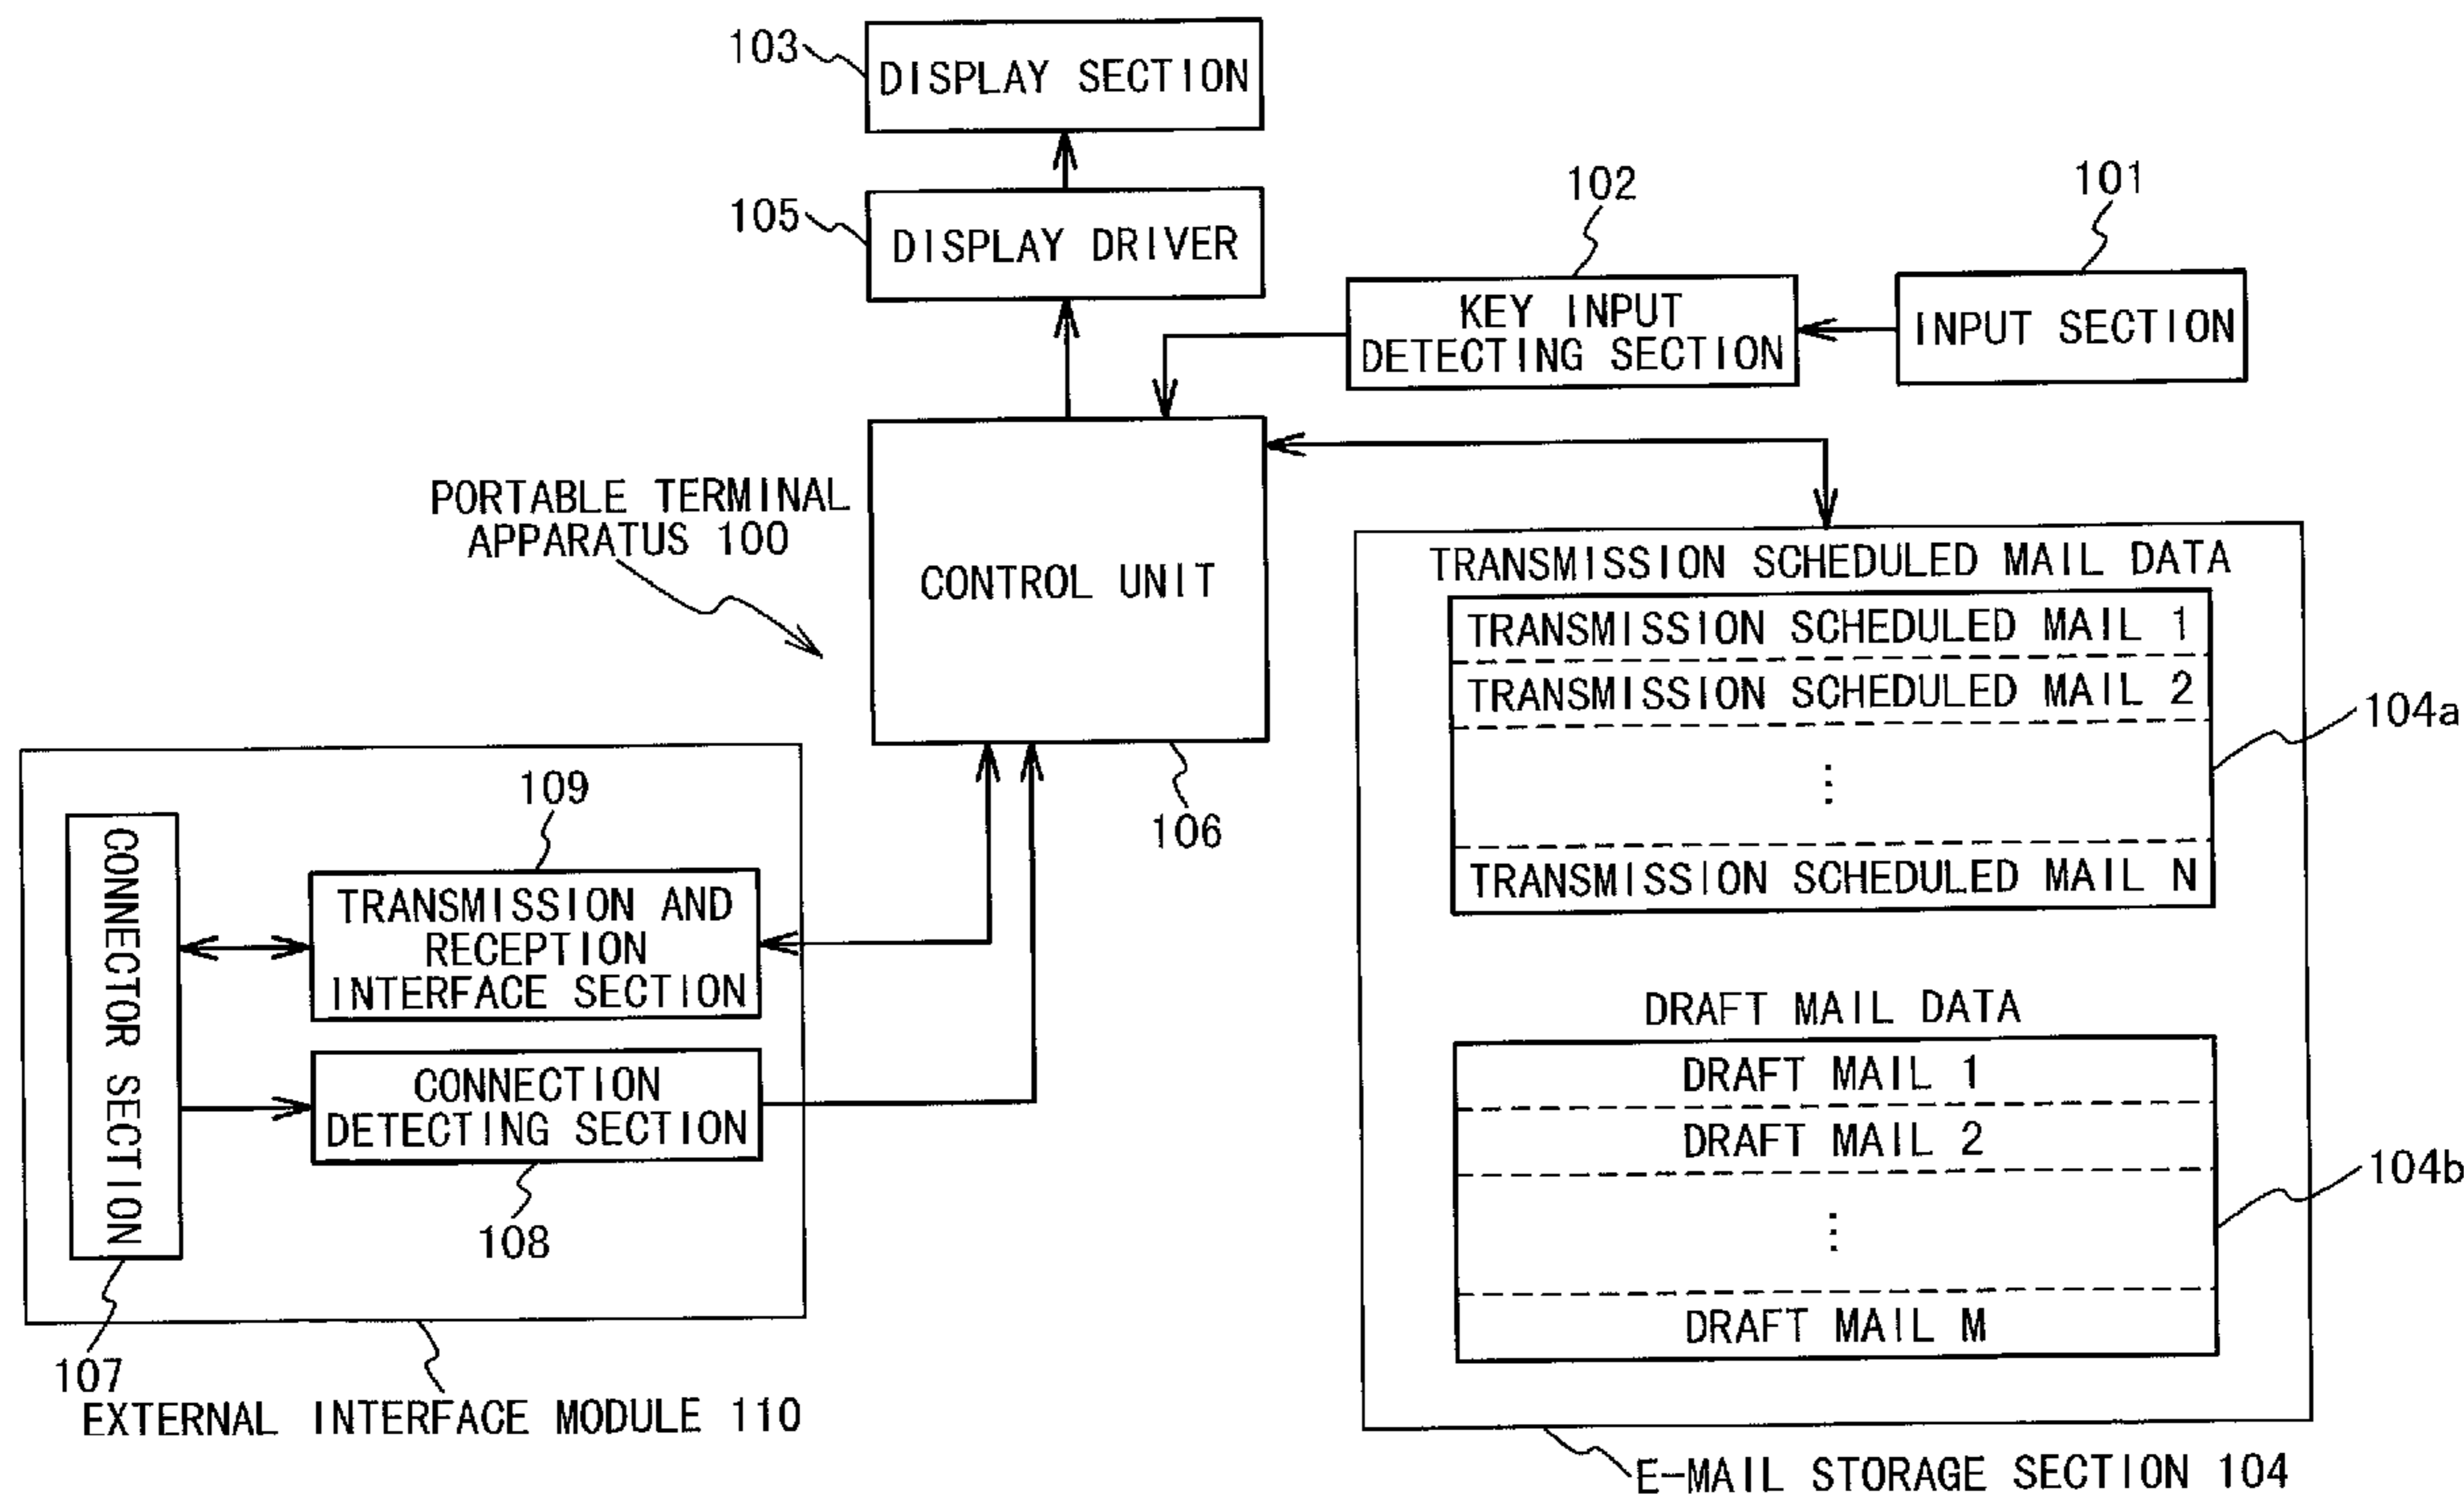 103
DISPLAY SECTION
105
DISPLAY DRIVER
102
101
KEY INPUT
DETECTING SECTION
INPUT SECTION
PORTABLE TERMINAL
APPARATUS 100
CONTROL UNIT
106
TRANSMISSION SCHEDULED MAIL DATA
TRANSMISSION SCHEDULED MAIL 1
TRANSMISSION SCHEDULED MAIL 2
104a
⋮
TRANSMISSION SCHEDULED MAIL N
DRAFT MAIL DATA
DRAFT MAIL 1
DRAFT MAIL 2
104b
⋮
DRAFT MAIL M
E-MAIL STORAGE SECTION 104
CONNECTOR SECTION
109
TRANSMISSION AND
RECEPTION
INTERFACE SECTION
CONNECTION
DETECTING SECTION
108
107
EXTERNAL INTERFACE MODULE 110